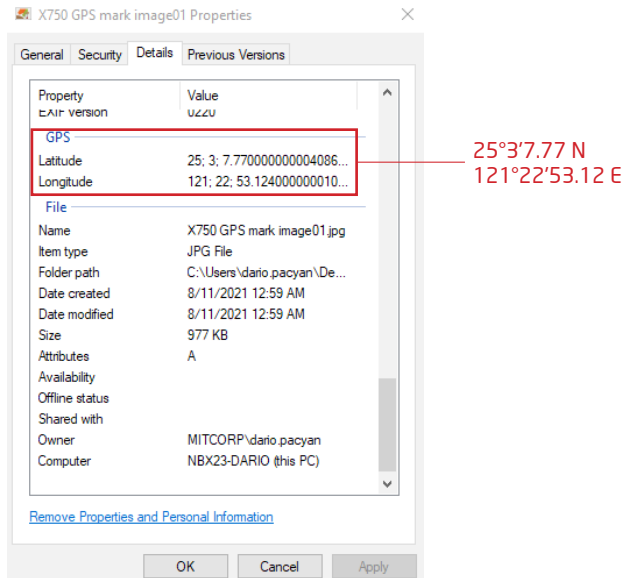 X750 GPS mark image01 Properties
General Security Details Previous Versions
Property Value
EXIF version 0220
GPS
Latitude 25; 3; 7.770000000004086...
Longitude 121; 22; 53.124000000010...
25°3'7.77 N
121°22'53.12 E
File
Name X750 GPS mark image01.jpg
Item type JPG File
Folder path C:\Users\dario.pacyan\De...
Date created 8/11/2021 12:59 AM
Date modified 8/11/2021 12:59 AM
Size 977 KB
Attributes A
Availability
Offline status
Shared with
Owner MITCORP\dario.pacyan
Computer NBX23-DARIO (this PC)
Remove Properties and Personal Information
OK Cancel Apply